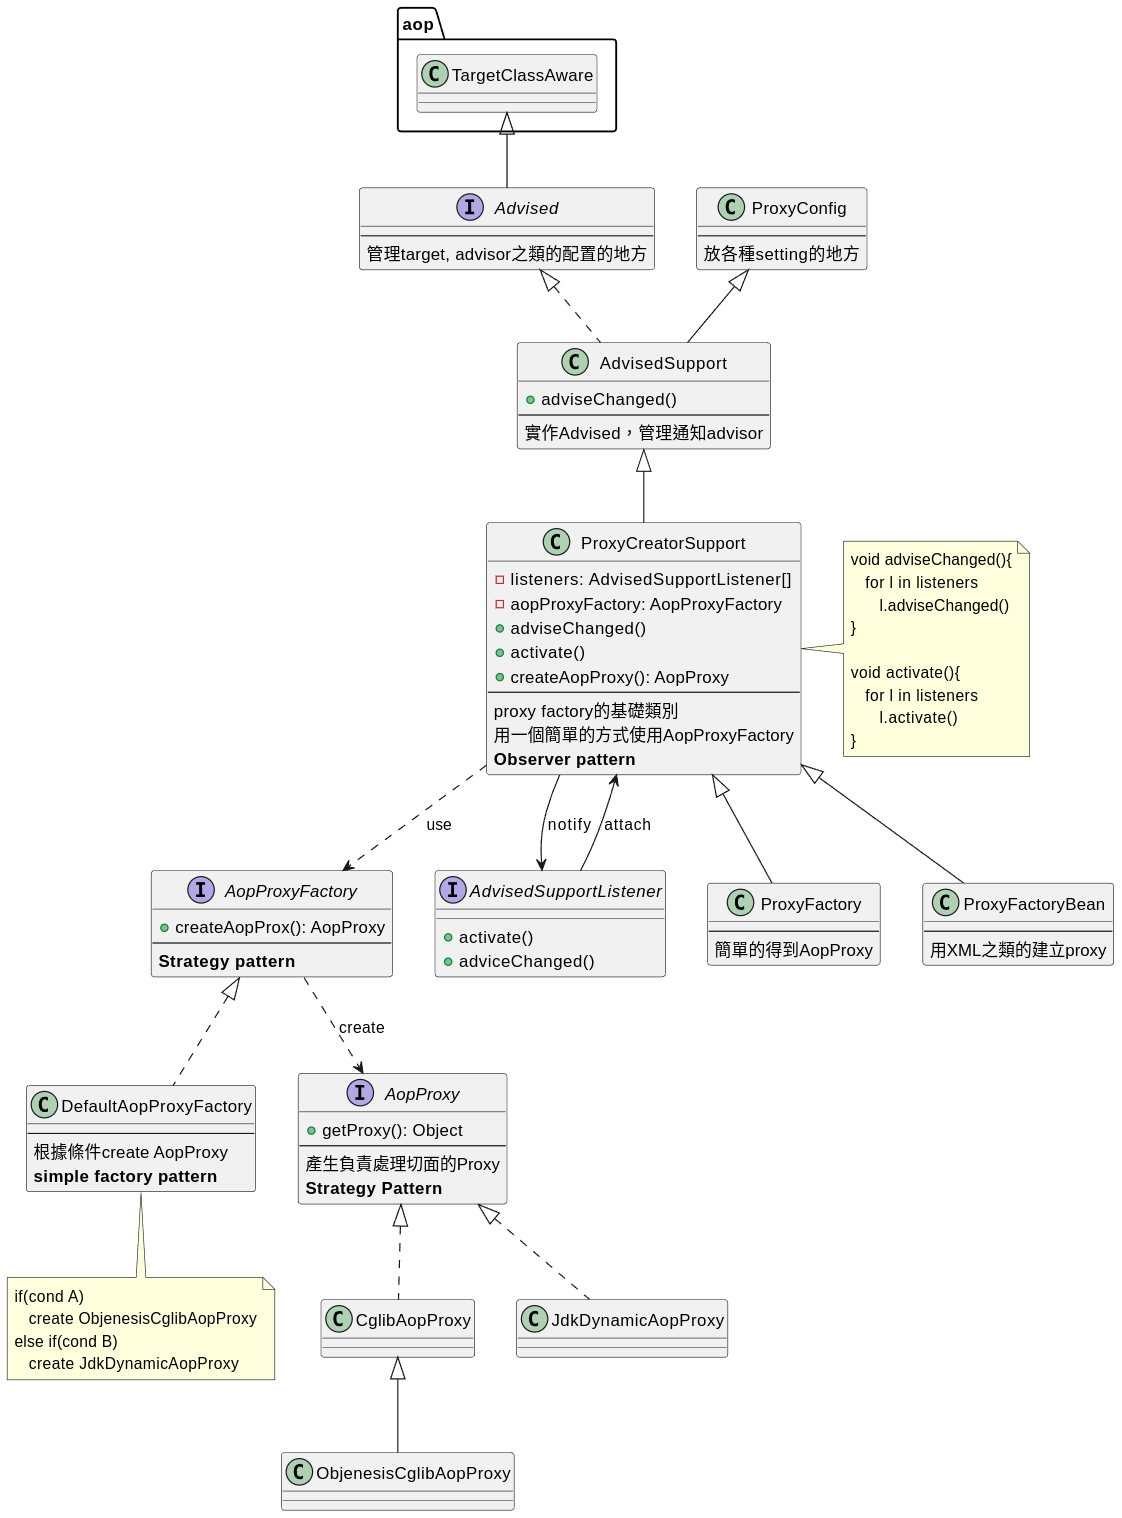 aop
C TargetClassAware
I Advised
管理target, advisor之類的配置的地方
C ProxyConfig
放各種setting的地方
C AdvisedSupport
adviseChanged()
實作Advised，管理通知advisor
C ProxyCreatorSupport
listeners: AdvisedSupportListener[]
aopProxyFactory: AopProxyFactory
adviseChanged()
activate()
createAopProxy(): AopProxy
proxy factory的基礎類別
用一個簡單的方式使用AopProxyFactory
Observer pattern
void adviseChanged(){
for l in listeners
l.adviseChanged()
}
void activate(){
for l in listeners
l.activate()
}
use
notify
attach
I AopProxyFactory
createAopProx(): AopProxy
Strategy pattern
I AdvisedSupportListener
activate()
adviceChanged()
C ProxyFactory
簡單的得到AopProxy
C ProxyFactoryBean
用XML之類的建立proxy
create
C DefaultAopProxyFactory
根據條件create AopProxy
simple factory pattern
I AopProxy
getProxy(): Object
產生負責處理切面的Proxy
Strategy Pattern
if(cond A)
create ObjenesisCglibAopProxy
else if(cond B)
create JdkDynamicAopProxy
C CglibAopProxy
C JdkDynamicAopProxy
C ObjenesisCglibAopProxy